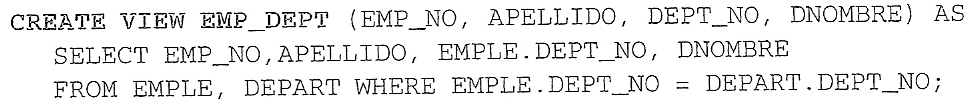 CREATE VIEW EMP_DEPT (EMP_NO, APELLIDO, DEPT_NO, DNOMBRE) AS
SELECT EMP_NO,APELLIDO, EMPLE.DEPT_NO, DNOMBRE
FROM EMPLE, DEPART WHERE EMPLE.DEPT_NO = DEPART.DEPT_NO;